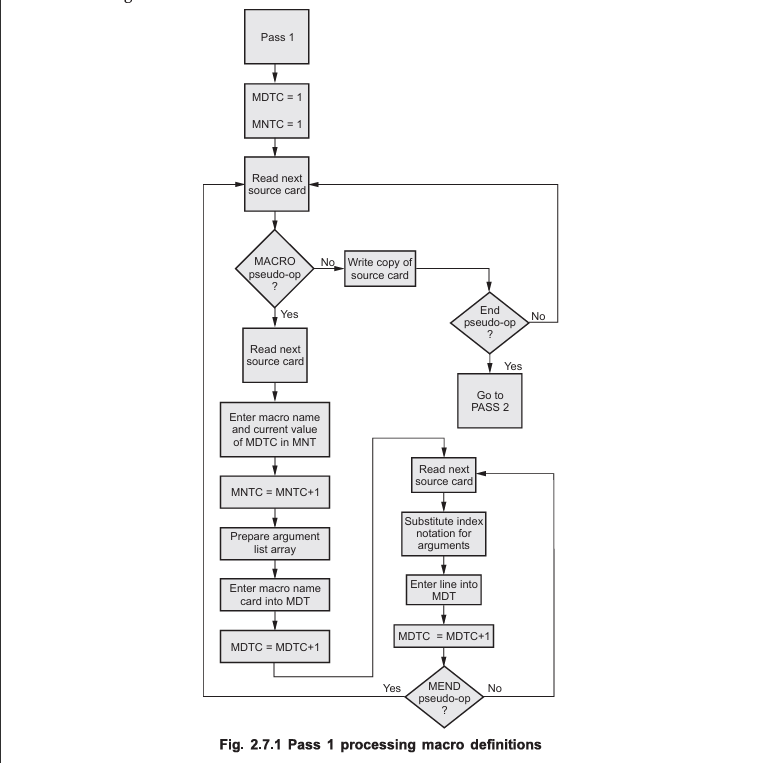 Pass 1
MDTC = 1
MNTC = 1
Read next
source card
MACRO
pseudo-op
?
No
Write copy of
source card
End
pseudo-op
?
No
Yes
Go to
PASS 2
Yes
Read next
source card
Enter macro name
and current value
of MDTC in MNT
MNTC = MNTC+1
Prepare argument
list array
Enter macro name
card into MDT
MDTC = MDTC+1
Read next
source card
Substitute index
notation for
arguments
Enter line into
MDT
MDTC = MDTC+1
MEND
pseudo-op
?
Yes
No
Fig. 2.7.1 Pass 1 processing macro definitions